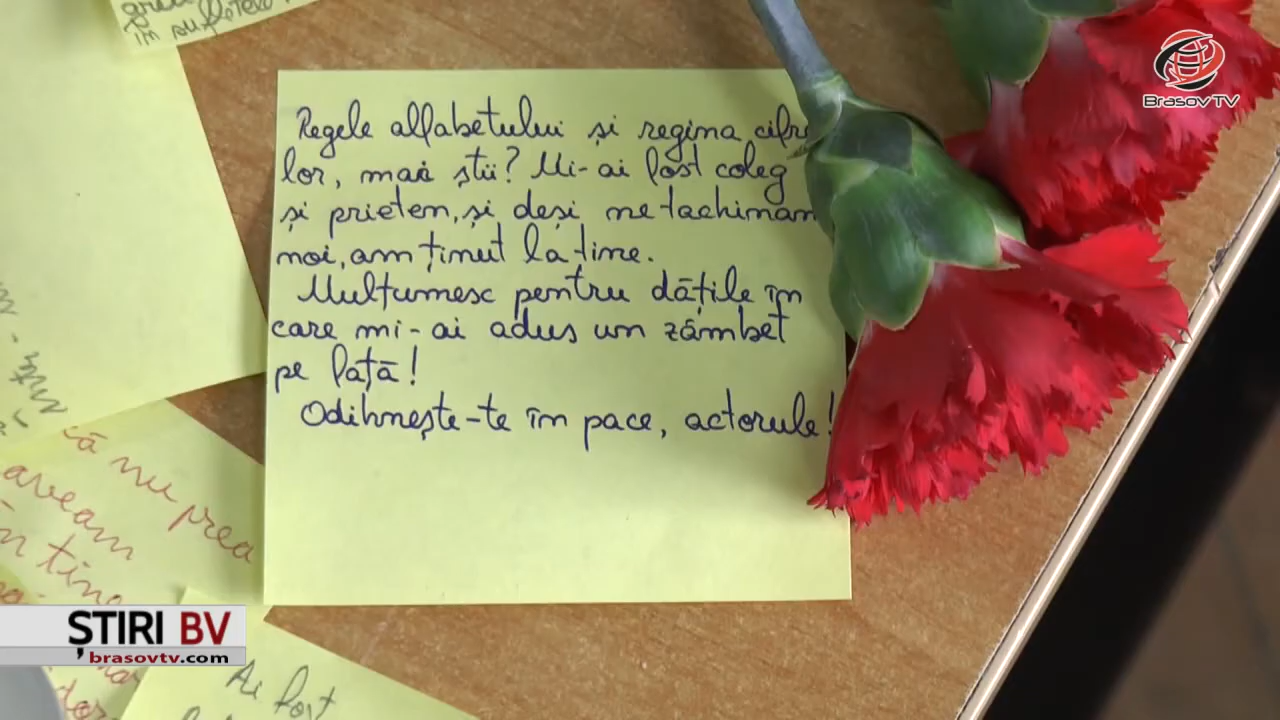 în sufletele
BRASOV TV
Regele alfabetului și regina cifre
lor, mai știi? Mi-ai fost coleg
și prieten, și deși ne tachinam
noi, am ținut la tine.
Mulțumesc pentru dățile în
care mi-ai adus un zâmbet
pe față!
Odihnește-te în pace, actorule!
că nu prea
aveam
ȘTIRI BV
brasovtv.com
Ai fost